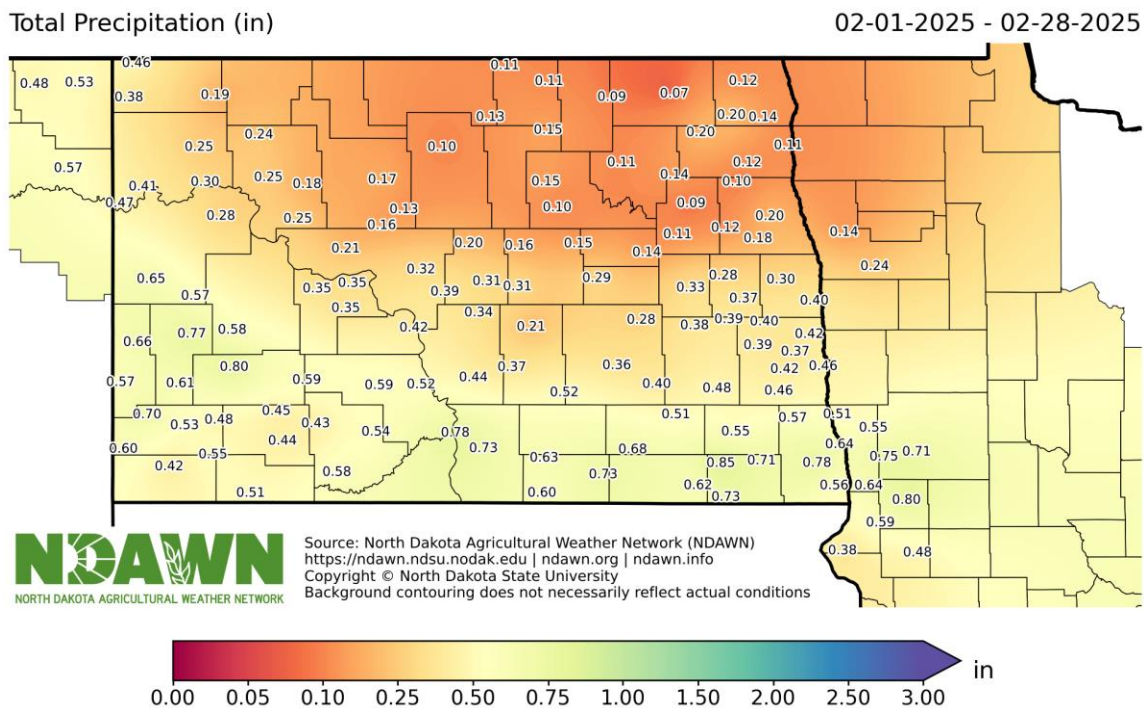 Total Precipitation (in) 02-01-2025 - 02-28-2025
0.46 0.11
0.48 0.53 0.11 0.12
0.38 0.19 0.09 0.07
0.13 0.20 0.14
0.24 0.15 0.20
0.25 0.10 0.11
0.57 0.11 0.12
0.41 0.30 0.25 0.18 0.17 0.15 0.14 0.10
0.47 0.13 0.10 0.09
0.28 0.25 0.16 0.12 0.20
0.21 0.20 0.16 0.15 0.11 0.18 0.14
0.14
0.32 0.24
0.65 0.35 0.35 0.31 0.31 0.29 0.33 0.28 0.30
0.57 0.39 0.37 0.40
0.35 0.34
0.77 0.58 0.42 0.21 0.28 0.38 0.39 0.40
0.66 0.39 0.42
0.80 0.37 0.36 0.42 0.37 0.46
0.57 0.61 0.59 0.59 0.52 0.44 0.52 0.40 0.48 0.46
0.70 0.45 0.51 0.57 0.51
0.53 0.48 0.43 0.54 0.78 0.55 0.55
0.60 0.44 0.73 0.68 0.64
0.55 0.63 0.75 0.71
0.42 0.58 0.73 0.85 0.71 0.78
0.51 0.60 0.62 0.73 0.56 0.64
0.80
0.59
0.38 0.48
NDAWN
NORTH DAKOTA AGRICULTURAL WEATHER NETWORK
Source: North Dakota Agricultural Weather Network (NDAWN)
https://ndawn.ndsu.nodak.edu | ndawn.org | ndawn.info
Copyright © North Dakota State University
Background contouring does not necessarily reflect actual conditions
in
0.00 0.05 0.10 0.25 0.50 0.75 1.00 1.50 2.00 2.50 3.00